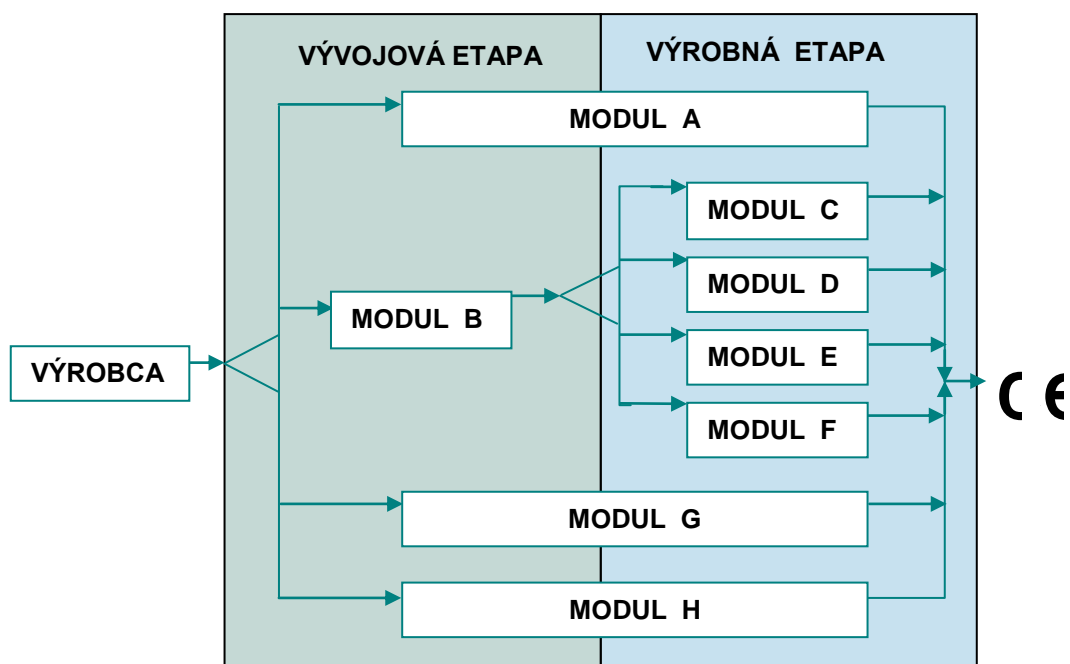 VÝVOJOVÁ ETAPA
VÝROBNÁ ETAPA
MODUL A
MODUL C
MODUL D
MODUL B
MODUL E
VÝROBCA
MODUL F
MODUL G
MODUL H
CE